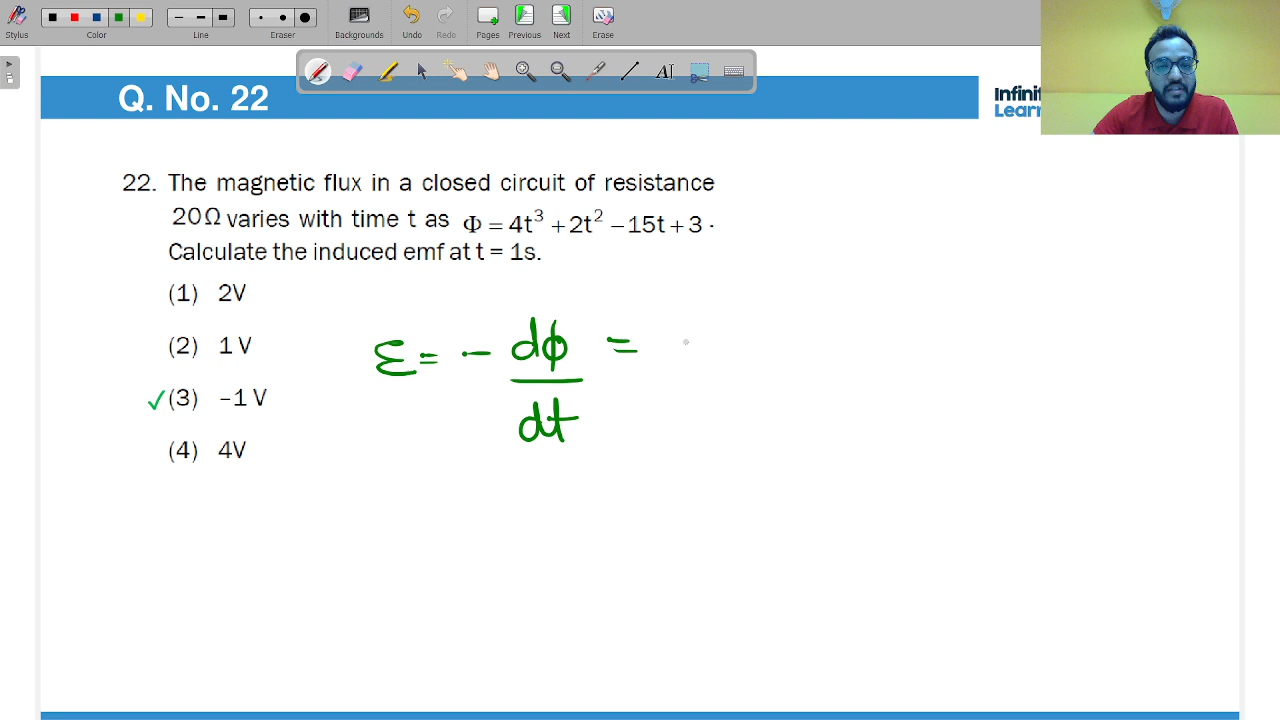 Stylus
Color
Line
Eraser
Backgrounds
Undo
Redo
Pages
Previous
Next
Erase
Q. No. 22
Infinit
Learn
22. The magnetic flux in a closed circuit of resistance
20Ω varies with time t as Φ = 4t³ + 2t² − 15t + 3 .
Calculate the induced emf at t = 1s.
(1) 2V
(2) 1 V
✓ (3) −1 V
(4) 4V
ε = − dϕ/dt =